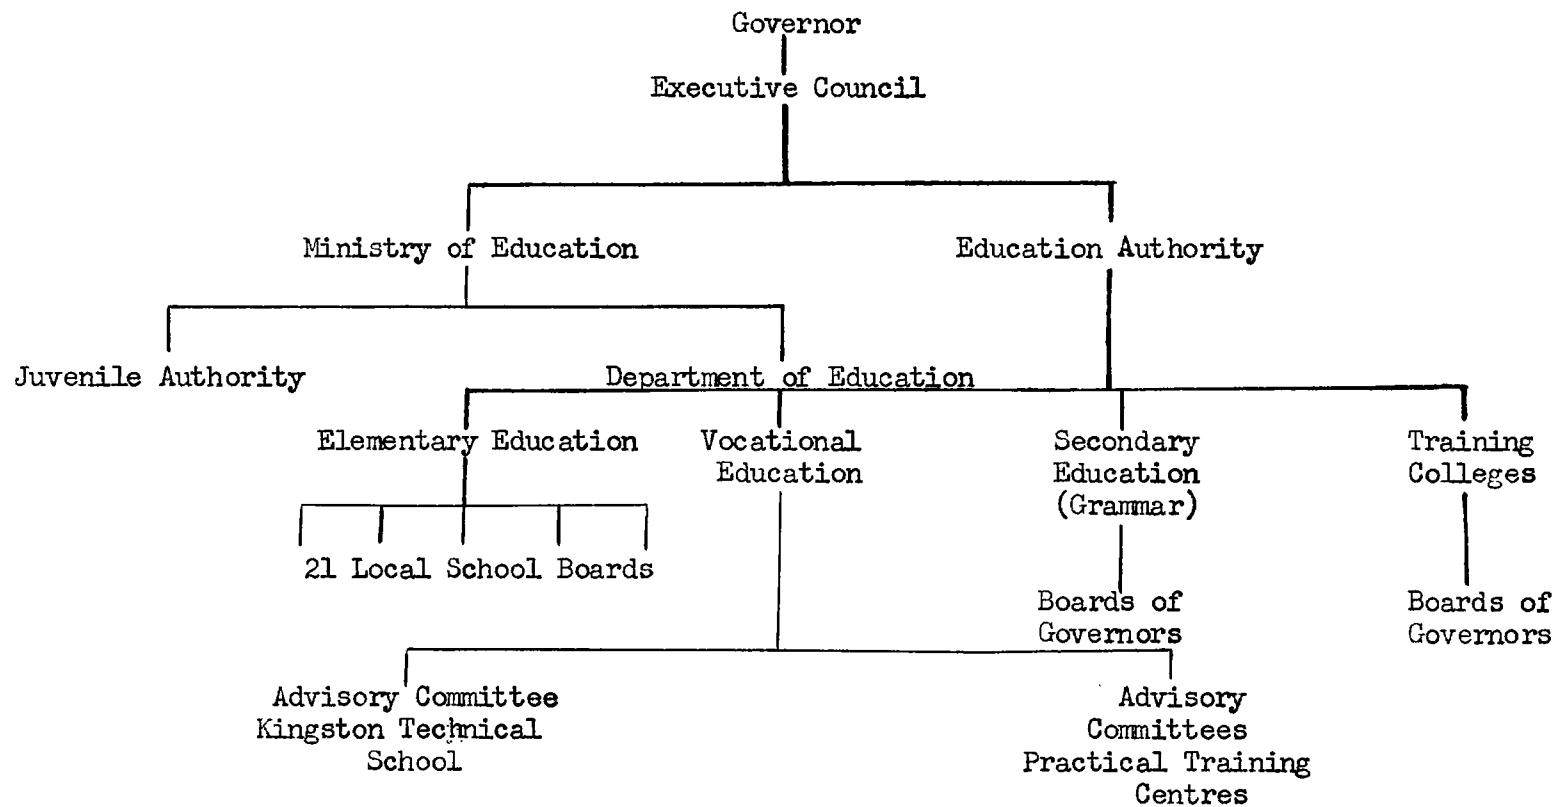 Governor
Executive Council
Ministry of Education
Education Authority
Juvenile Authority
Department of Education
Elementary Education
Vocational
Education
Secondary
Education
(Grammar)
Training
Colleges
21 Local School Boards
Boards of
Governors
Boards of
Governors
Advisory Committee
Kingston Technical
School
Advisory
Committees
Practical Training
Centres